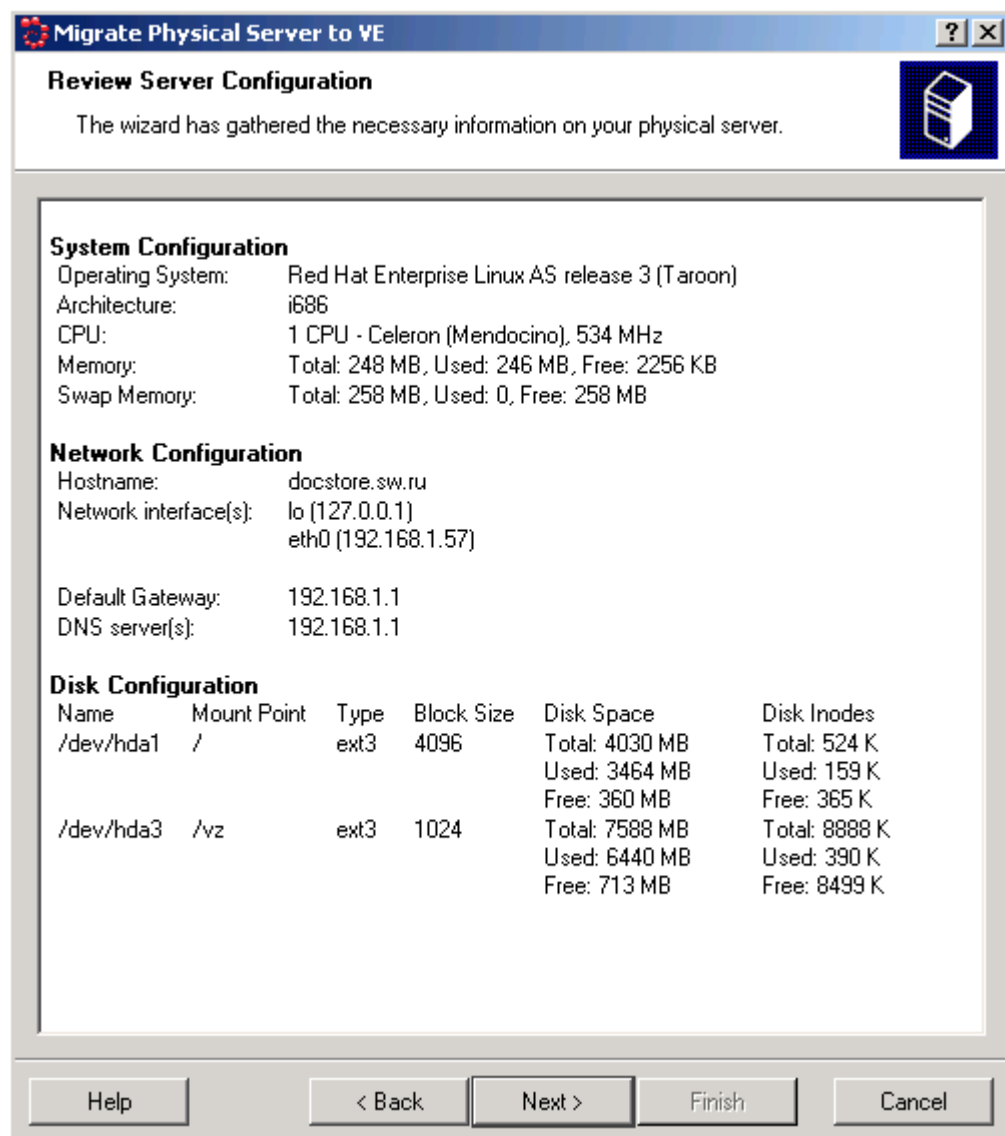 Migrate Physical Server to VE
Review Server Configuration
The wizard has gathered the necessary information on your physical server.
System Configuration
Operating System: Red Hat Enterprise Linux AS release 3 (Taroon)
Architecture: i686
CPU: 1 CPU - Celeron (Mendocino), 534 MHz
Memory: Total: 248 MB, Used: 246 MB, Free: 2256 KB
Swap Memory: Total: 258 MB, Used: 0, Free: 258 MB
Network Configuration
Hostname: docstore.sw.ru
Network interface(s): lo (127.0.0.1)
eth0 (192.168.1.57)
Default Gateway: 192.168.1.1
DNS server(s): 192.168.1.1
Disk Configuration
Name Mount Point Type Block Size Disk Space Disk Inodes
/dev/hda1 / ext3 4096 Total: 4030 MB Total: 524 K
Used: 3464 MB Used: 159 K
Free: 360 MB Free: 365 K
/dev/hda3 /vz ext3 1024 Total: 7588 MB Total: 8888 K
Used: 6440 MB Used: 390 K
Free: 713 MB Free: 8499 K
Help < Back Next > Finish Cancel